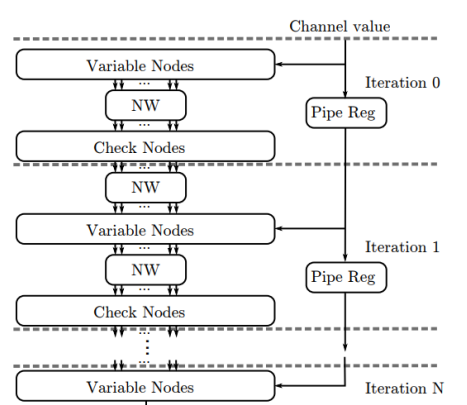 Channel value
Variable Nodes
Iteration 0
...
NW
Pipe Reg
...
Check Nodes
...
NW
...
Variable Nodes
Iteration 1
...
NW
Pipe Reg
...
Check Nodes
...
...
Variable Nodes
Iteration N